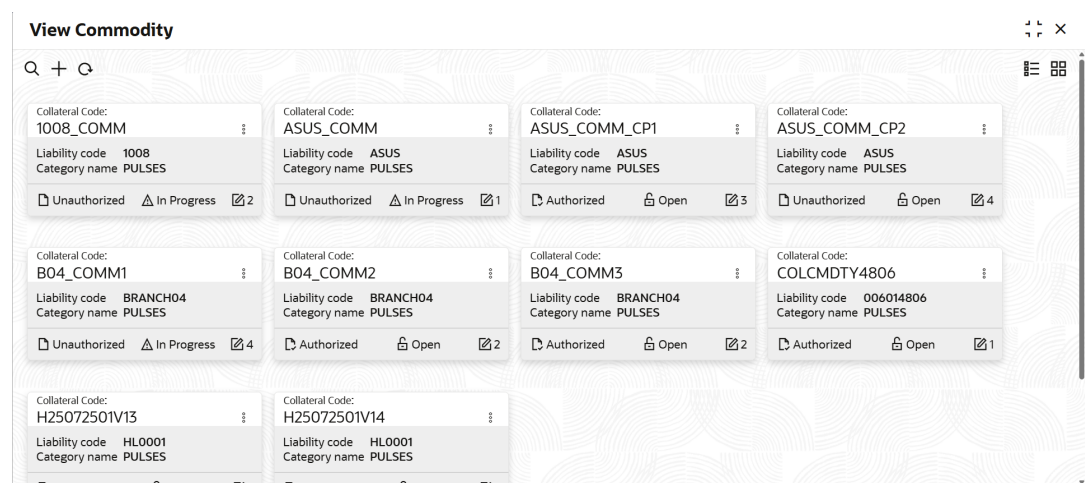 View Commodity
Collateral Code:
1008_COMM
Liability code 1008
Category name PULSES
Unauthorized In Progress 2
Collateral Code:
ASUS_COMM
Liability code ASUS
Category name PULSES
Unauthorized In Progress 1
Collateral Code:
ASUS_COMM_CP1
Liability code ASUS
Category name PULSES
Authorized Open 3
Collateral Code:
ASUS_COMM_CP2
Liability code ASUS
Category name PULSES
Unauthorized Open 4
Collateral Code:
B04_COMM1
Liability code BRANCH04
Category name PULSES
Unauthorized In Progress 4
Collateral Code:
B04_COMM2
Liability code BRANCH04
Category name PULSES
Authorized Open 2
Collateral Code:
B04_COMM3
Liability code BRANCH04
Category name PULSES
Authorized Open 2
Collateral Code:
COLCMDTY4806
Liability code 006014806
Category name PULSES
Authorized Open 1
Collateral Code:
H25072501V13
Liability code HL0001
Category name PULSES
Collateral Code:
H25072501V14
Liability code HL0001
Category name PULSES